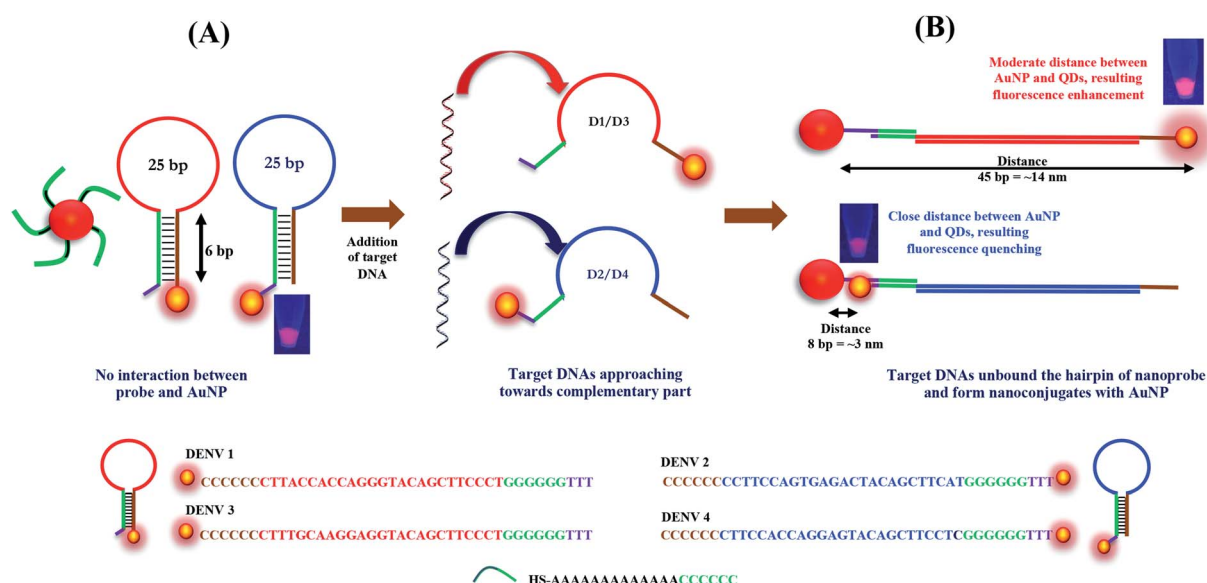 (A)
(B)
25 bp
25 bp
6 bp
Addition
of target
DNA
D1/D3
D2/D4
Moderate distance between
AuNP and QDs, resulting
fluorescence enhancement
Distance
45 bp = ~14 nm
Close distance between AuNP
and QDs, resulting
fluorescence quenching
Distance
8 bp = ~3 nm
No interaction between
probe and AuNP
Target DNAs approaching
towards complementary part
Target DNAs unbound the hairpin of nanoprobe
and form nanoconjugates with AuNP
DENV 1
CCCCCCCTTACCACCAGGGTACAGCTTCCCTGGGGGGTTT
DENV 3
CCCCCCCTTTGCAAGGAGGTACAGCTTCCCTGGGGGGTTT
DENV 2
CCCCCCCCTTCCAGTGAGACTACAGCTTCATGGGGGGTTT
DENV 4
CCCCCCCTTCCACCAGGAGTACAGCTTCCTCGGGGGGTTT
HS-AAAAAAAAAAAAACCCCCC